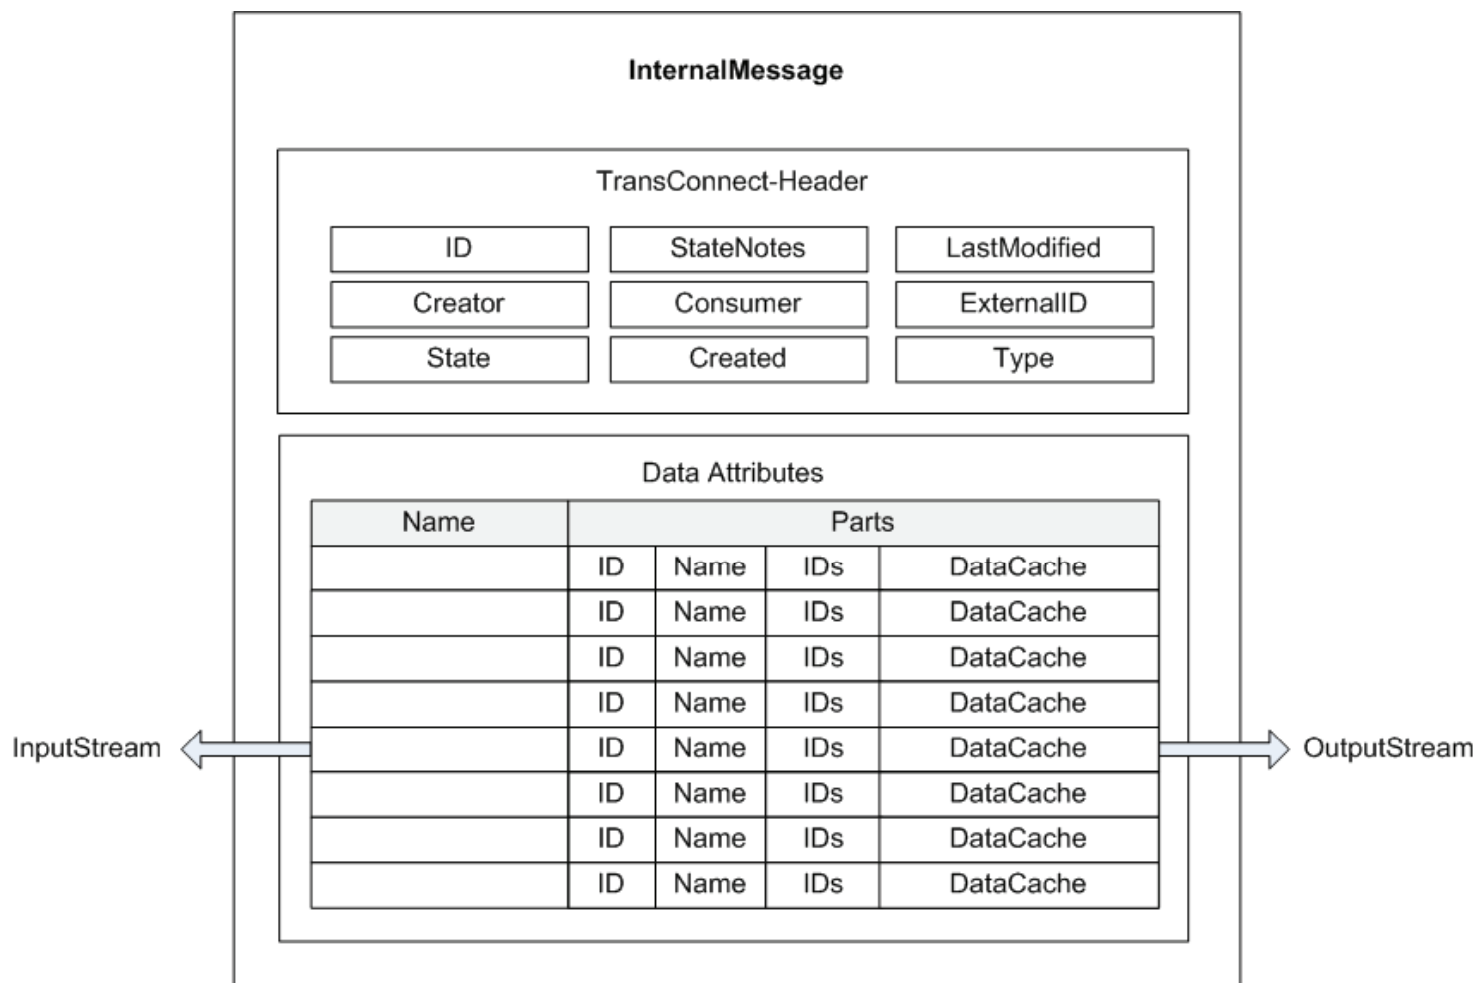 InternalMessage
TransConnect-Header
ID StateNotes LastModified
Creator Consumer ExternalID
State Created Type
Data Attributes
Name Parts
ID Name IDs DataCache
ID Name IDs DataCache
ID Name IDs DataCache
ID Name IDs DataCache
InputStream ID Name IDs DataCache OutputStream
ID Name IDs DataCache
ID Name IDs DataCache
ID Name IDs DataCache